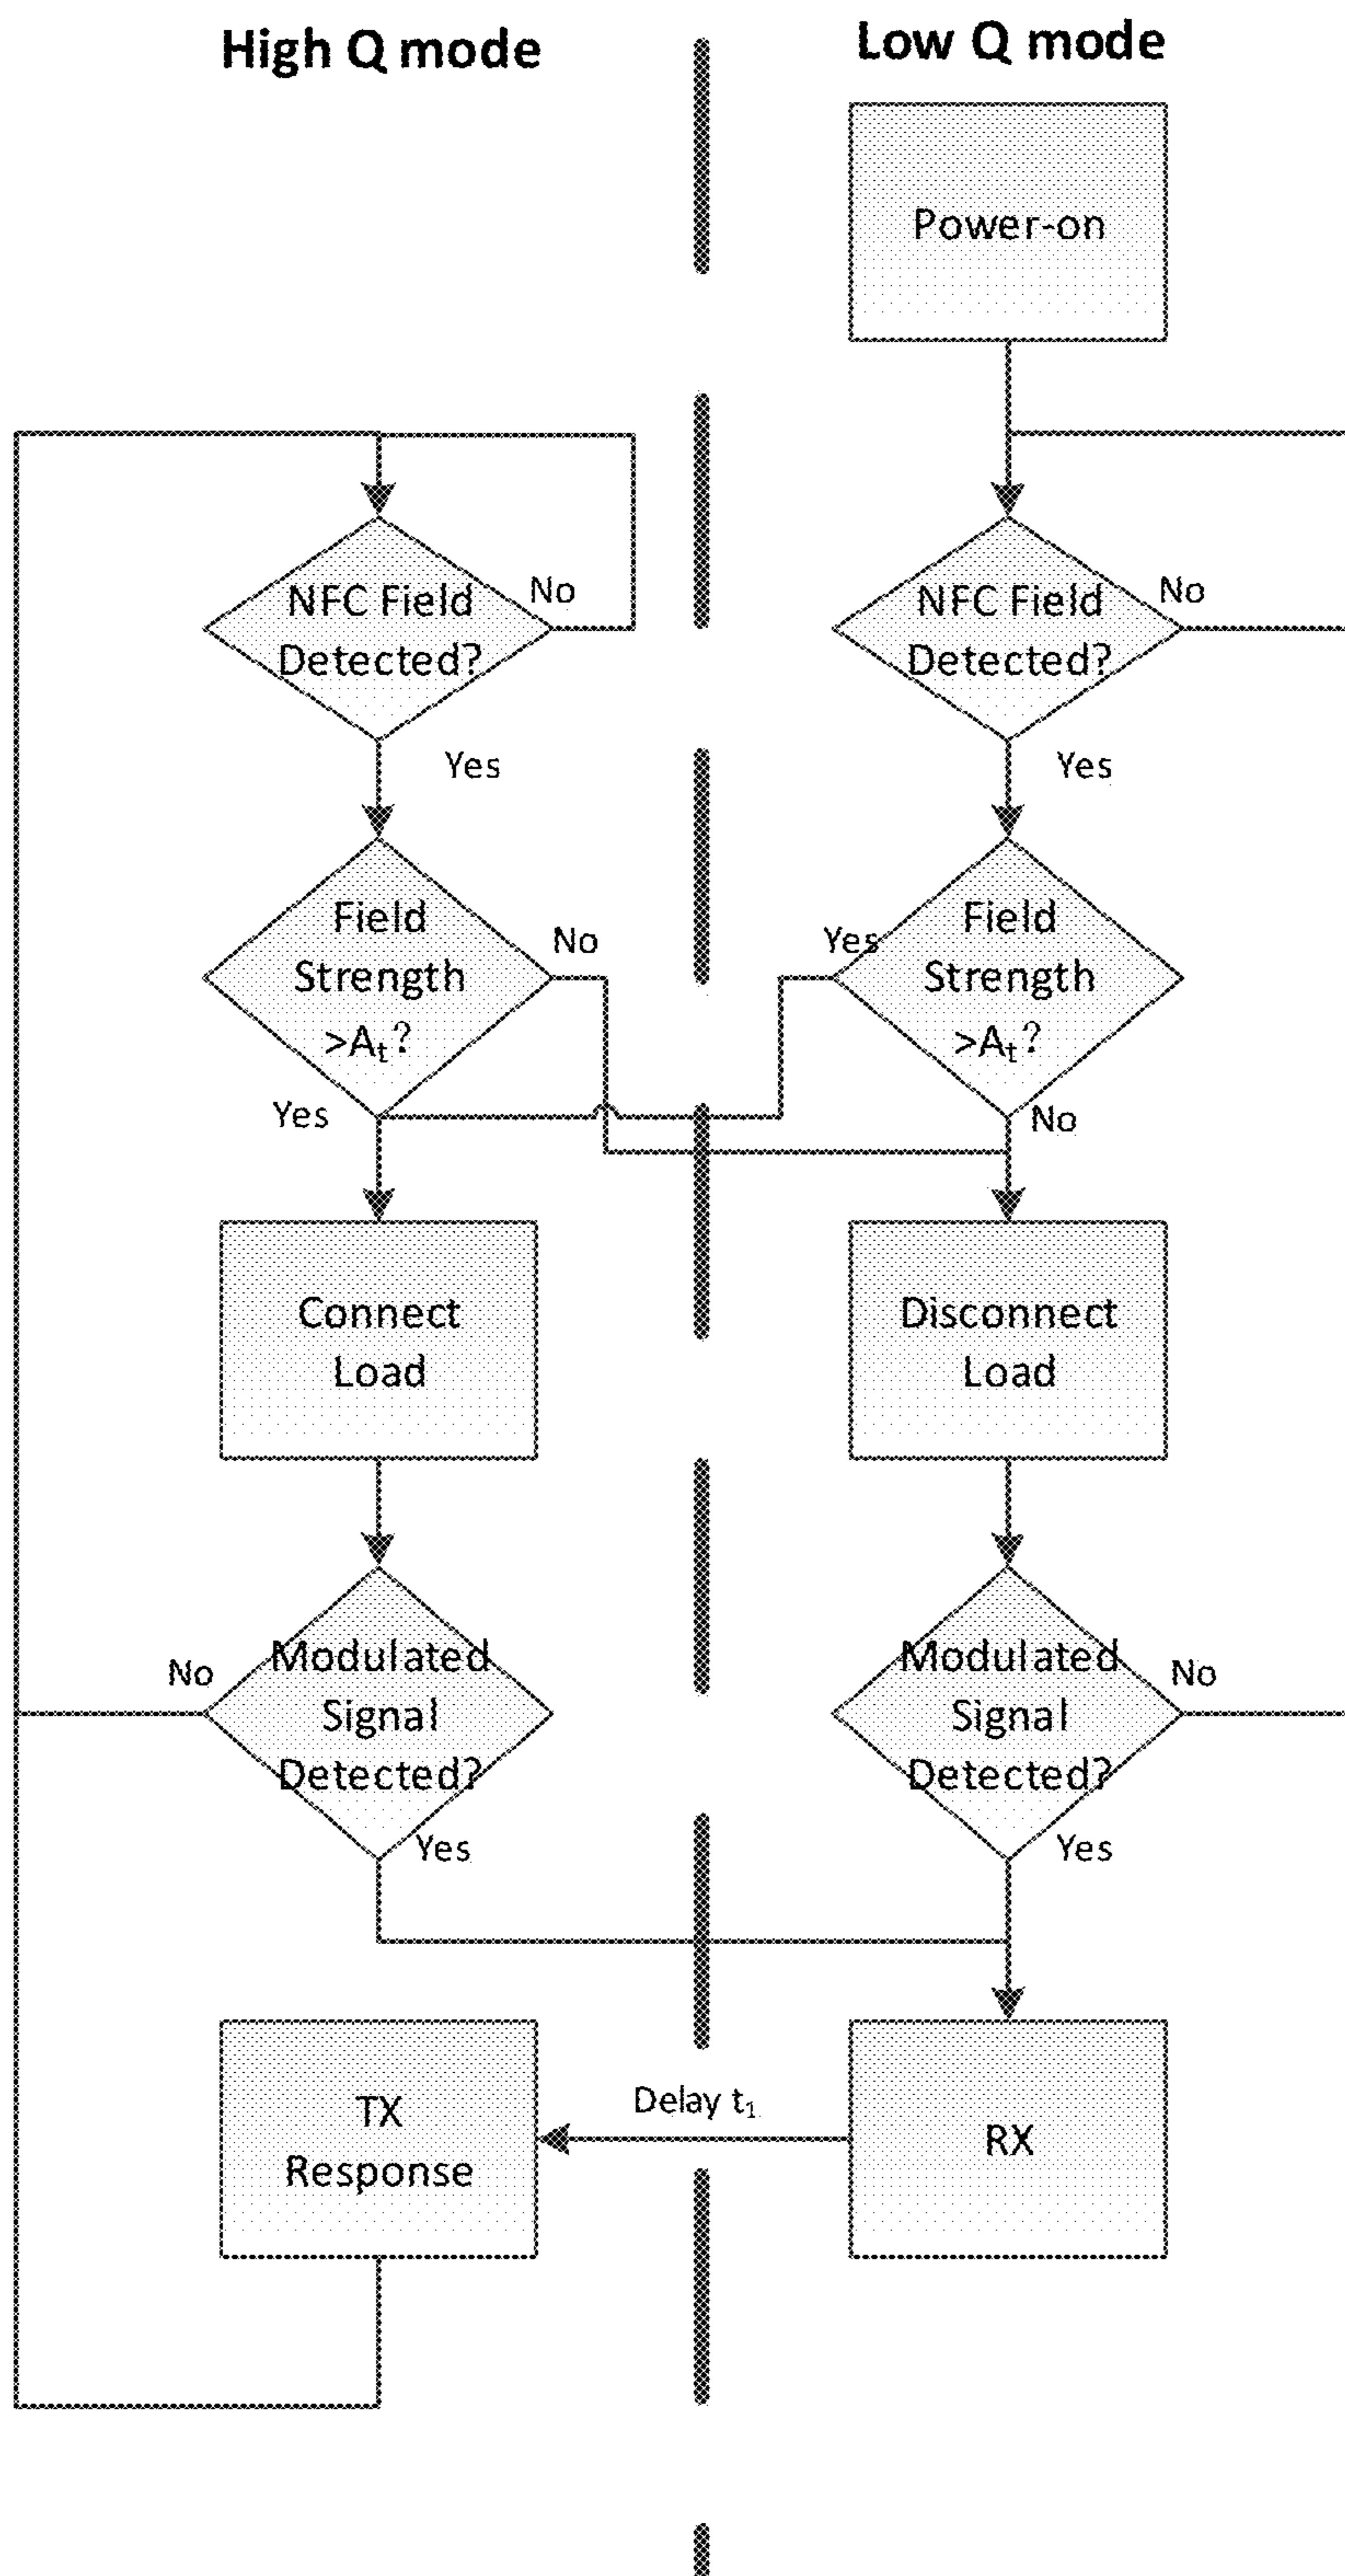 High Q mode
Low Q mode
Power-on
NFC Field
Detected?
No
Yes
NFC Field
Detected?
No
Yes
Field
Strength
>At?
No
Yes
Field
Strength
>At?
Yes
No
Connect
Load
Disconnect
Load
Modulated
Signal
Detected?
No
Yes
Modulated
Signal
Detected?
No
Yes
TX
Response
Delay t1
RX